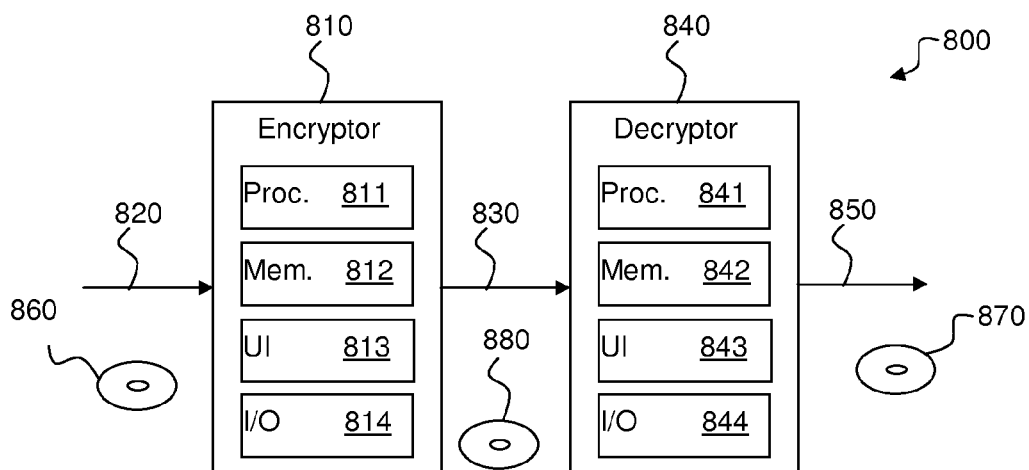 810
840
800
Encryptor
Decryptor
Proc. 811
Proc. 841
820
830
850
Mem. 812
Mem. 842
860
870
UI 813
880
UI 843
I/O 814
I/O 844